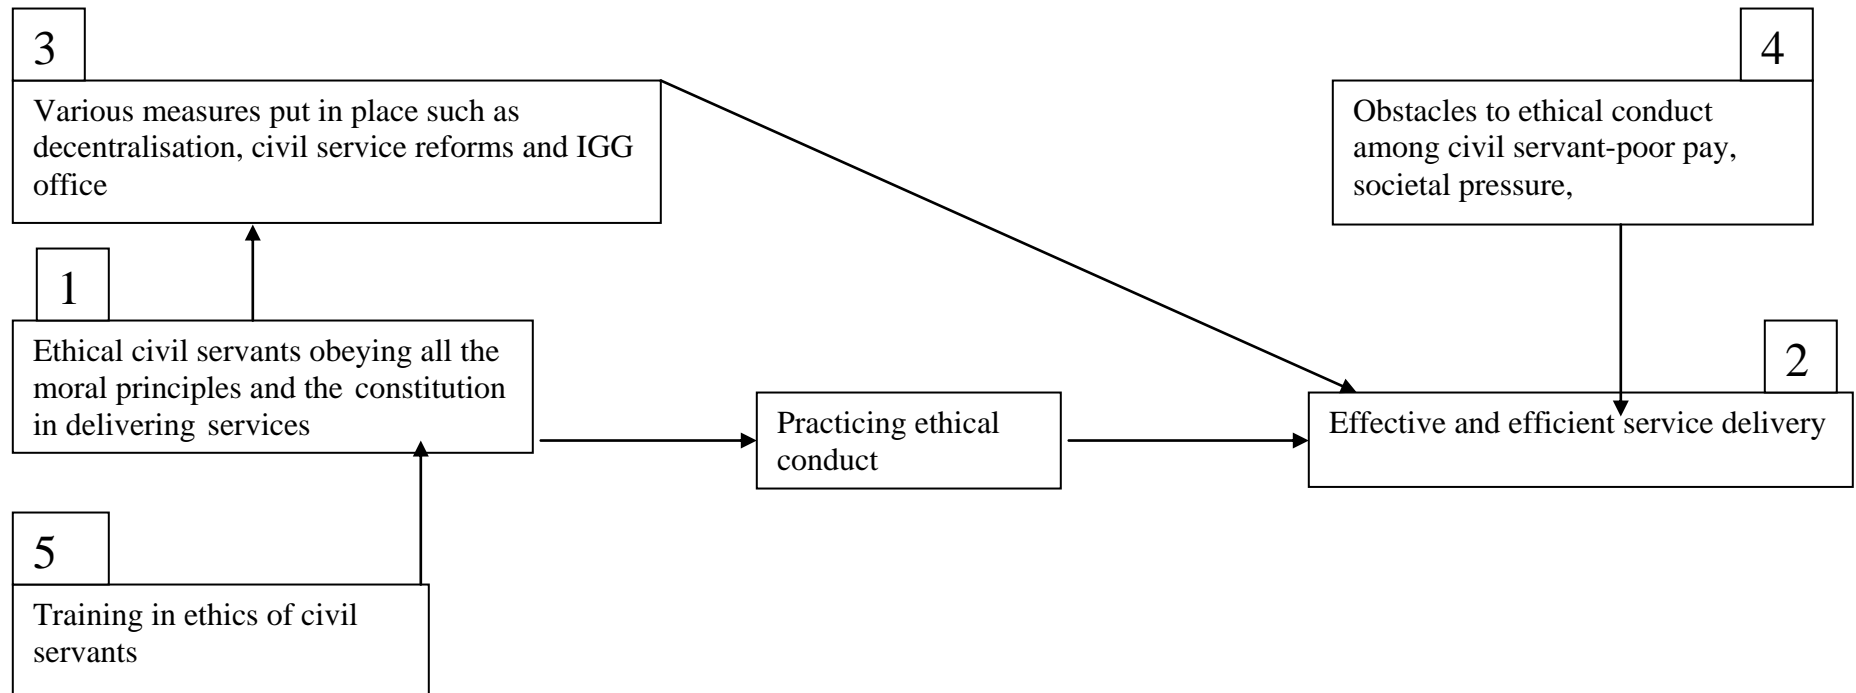 3
Various measures put in place such as
decentralisation, civil service reforms and IGG
office
4
Obstacles to ethical conduct
among civil servant-poor pay,
societal pressure,
1
Ethical civil servants obeying all the
moral principles and the constitution
in delivering services
Practicing ethical
conduct
2
Effective and efficient service delivery
5
Training in ethics of civil
servants